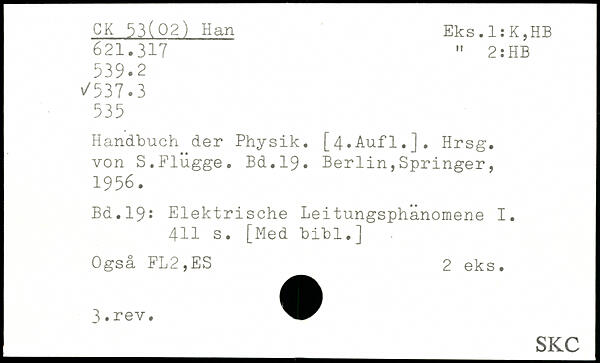 CK 53(02) Han Eks.1:K,HB
621.317 " 2:HB
539.2
✓537.3
535
Handbuch der Physik. [4.Aufl.]. Hrsg.
von S.Flügge. Bd.19. Berlin,Springer,
1956.
Bd.19: Elektrische Leitungsphänomene I.
411 s. [Med bibl.]
Også FL2,ES 2 eks.
3.rev.
SKC